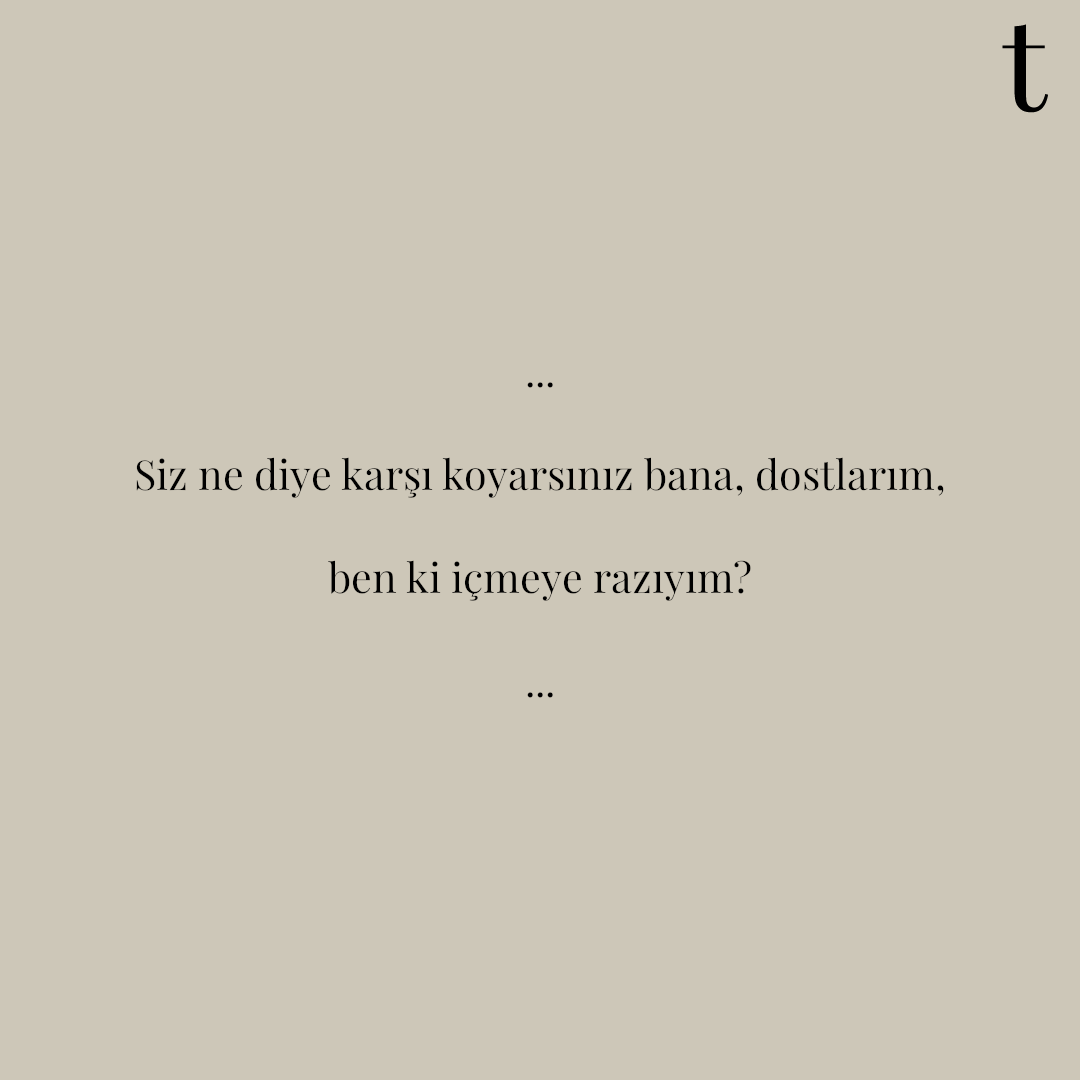 t
...
Siz ne diye karşı koyarsınız bana, dostlarım,
ben ki içmeye razıyım?
...